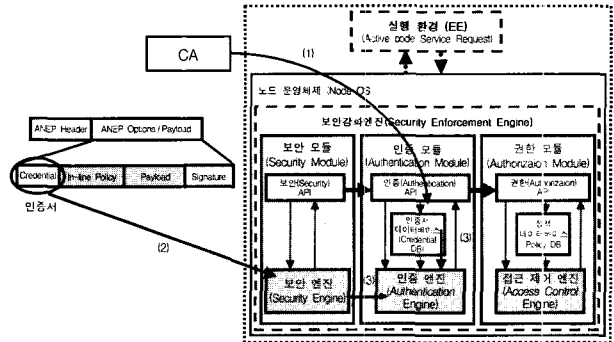 실행 환경 (EE)
(Active code Service Request)
CA
(1)
노드 운영체제 Node OS
보안강화엔진(Security Enforcement Engine)
ANEP Header
ANEP Options / Payload
보안 모듈
(Security Module)
인증 모듈
(Authentication Module)
권한 모듈
(Authorizaion Module)
Credential
In-line Policy
Payload
Signature
인증서
보안(Security)
API
인증(Authentication)
API
권한(Authorizaion)
AP
인증서
데이터베이스
(Credential
DB)
정책
데이터베이스
Policy DB
(2)
(3)
(3)
보안 엔진
(Security Engine)
인증 엔진
(Authentication
Engine)
접근 제어 엔진
(Access Control
Engine)